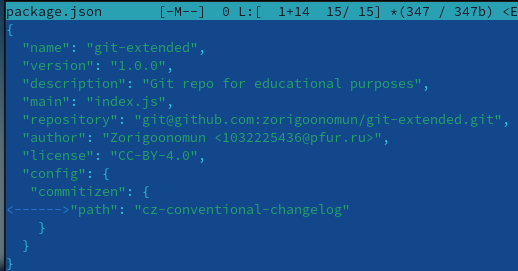 package.json [-M--] 0 L:[ 1+14 15/ 15] *(347 / 347b) <E
{
"name": "git-extended",
"version": "1.0.0",
"description": "Git repo for educational purposes",
"main": "index.js",
"repository": "git@github.com:zorigoonomun/git-extended.git",
"author": "Zorigoonomun <1032225436@pfur.ru>",
"license": "CC-BY-4.0",
"config": {
"commitizen": {
<------>"path": "cz-conventional-changelog"
}
}
}